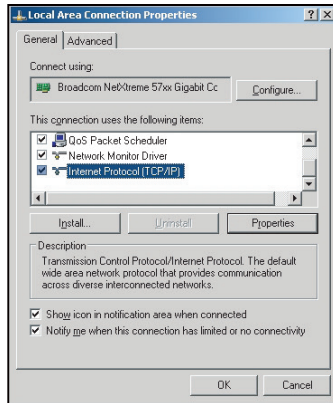 Local Area Connection Properties
General
Advanced
Connect using:
Broadcom NetXtreme 57xx Gigabit Cc
Configure...
This connection uses the following items:
QoS Packet Scheduler
Network Monitor Driver
Internet Protocol (TCP/IP)
Install...
Uninstall
Properties
Description
Transmission Control Protocol/Internet Protocol. The default
wide area network protocol that provides communication
across diverse interconnected networks.
Show icon in notification area when connected
Notify me when this connection has limited or no connectivity
OK
Cancel